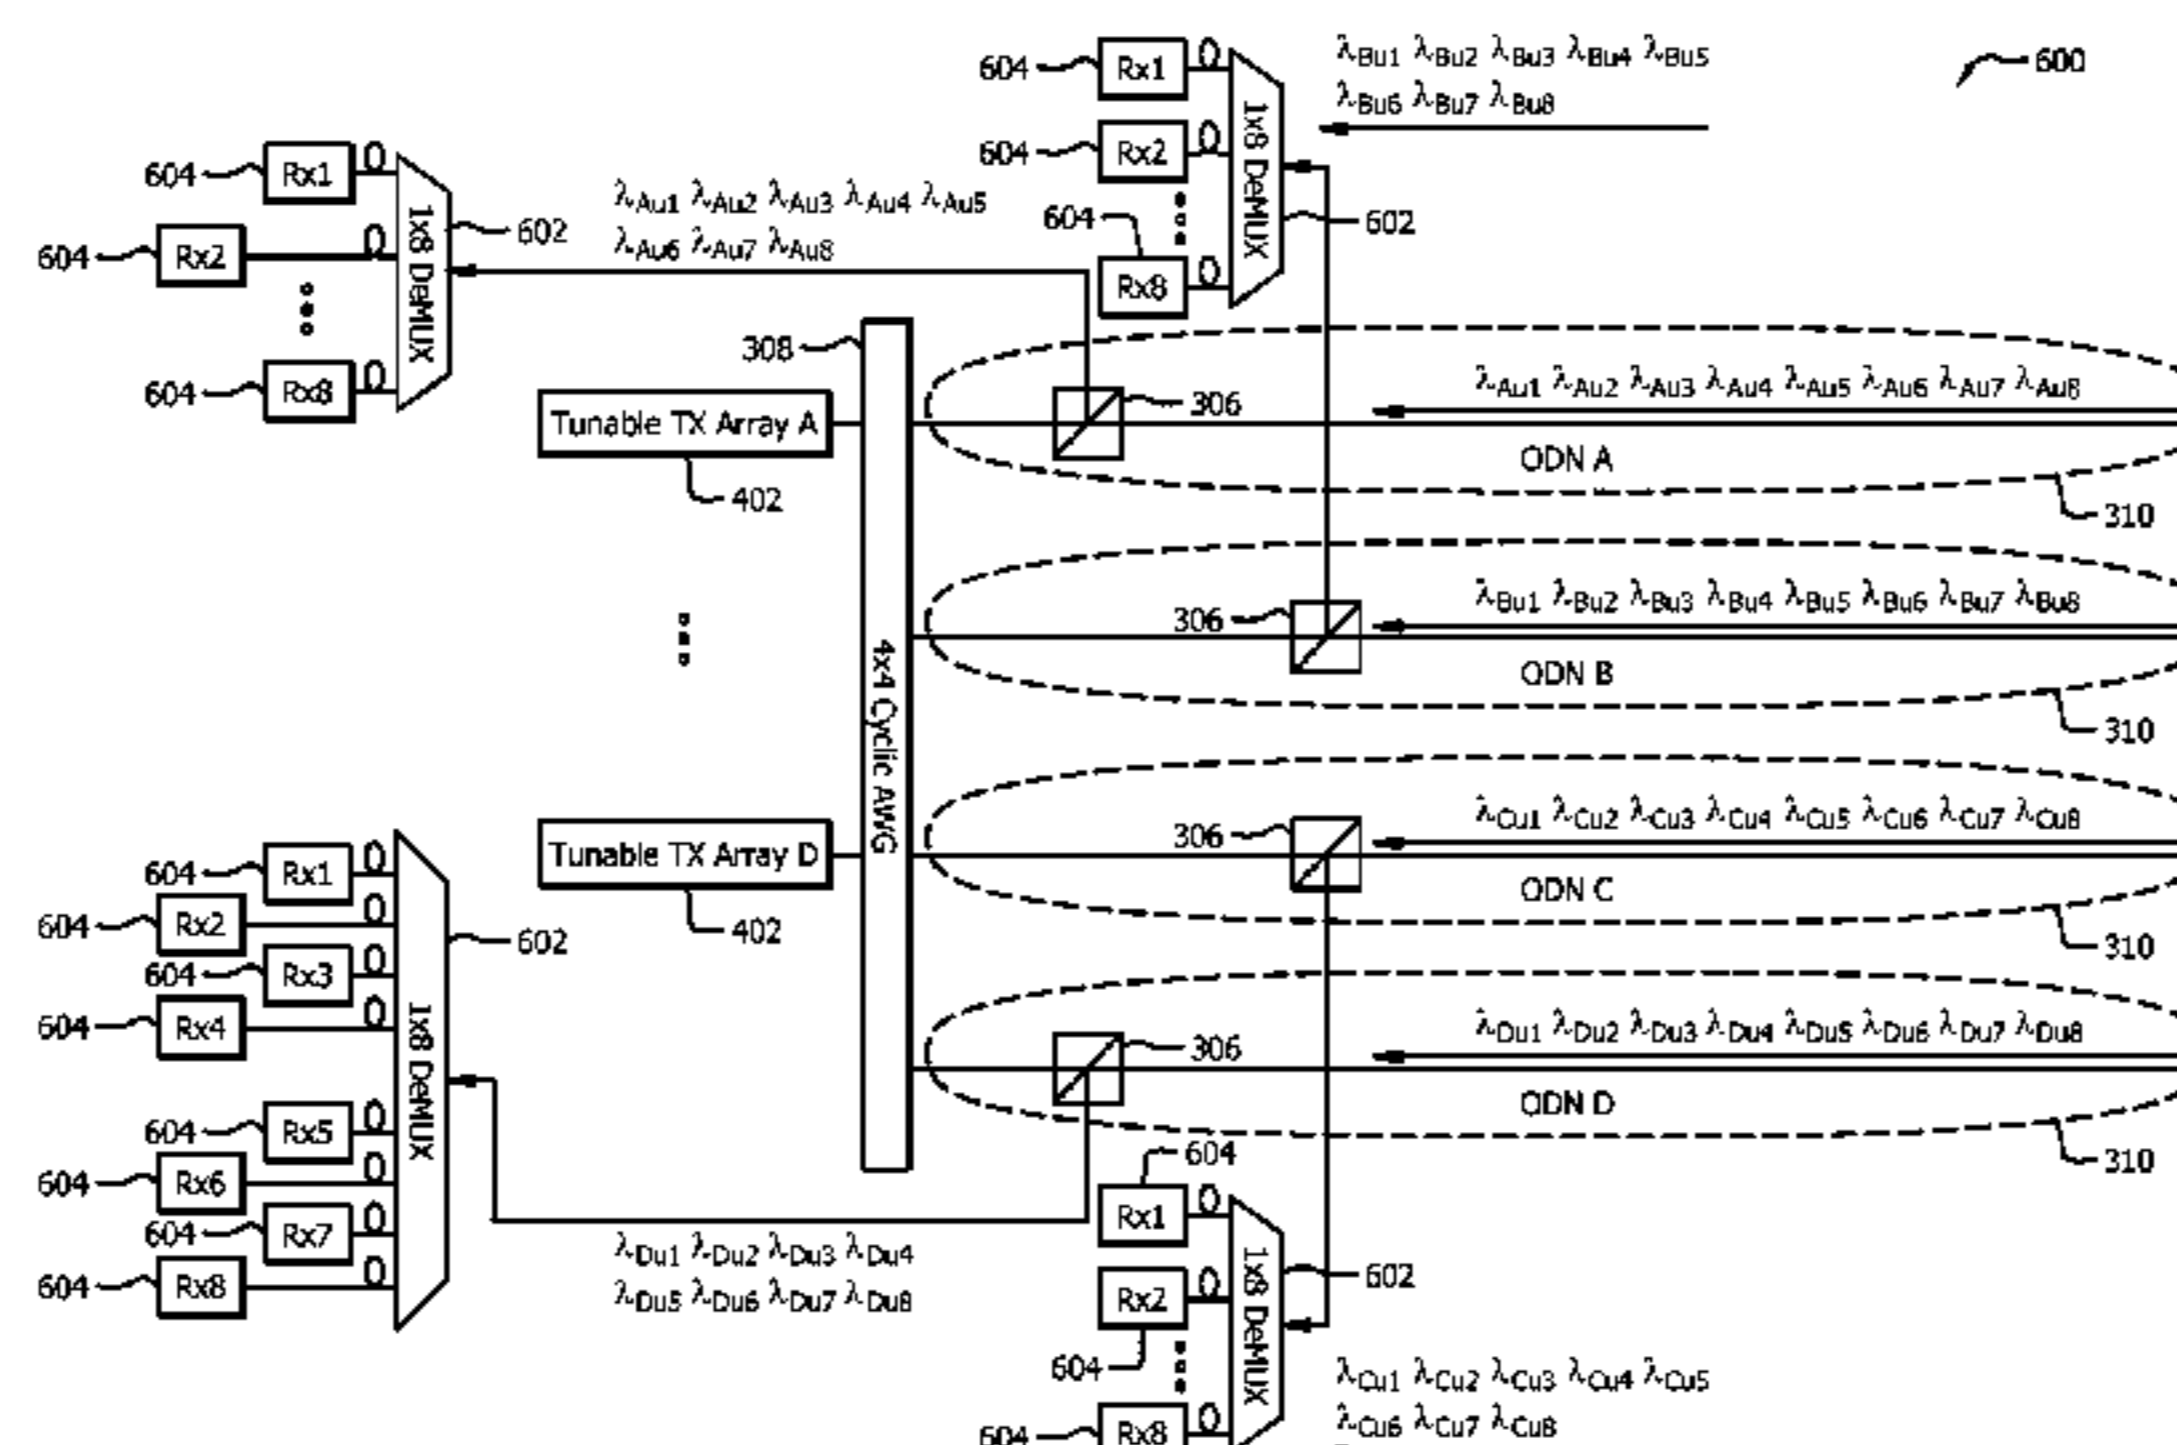 λBu1 λBu2 λBu3 λBu4 λBu5
λBu6 λBu7 λBu8
600
604 Rx1
604 Rx2
604 Rx8
1x8 DeMUX
602
604 Rx1
604 Rx2
604 Rx8
1x8 DeMUX
602
λAu1 λAu2 λAu3 λAu4 λAu5
λAu6 λAu7 λAu8
308
Tunable TX Array A
402
306
λAu1 λAu2 λAu3 λAu4 λAu5 λAu6 λAu7 λAu8
ODN A
310
306
λBu1 λBu2 λBu3 λBu4 λBu5 λBu6 λBu7 λBu8
ODN B
310
4x4 Cyclic AWG
Tunable TX Array D
402
306
λCu1 λCu2 λCu3 λCu4 λCu5 λCu6 λCu7 λCu8
ODN C
310
306
λDu1 λDu2 λDu3 λDu4 λDu5 λDu6 λDu7 λDu8
ODN D
310
604 Rx1
604 Rx2
604 Rx3
604 Rx4
604 Rx5
604 Rx6
604 Rx7
604 Rx8
1x8 DeMUX
602
λDu1 λDu2 λDu3 λDu4
λDu5 λDu6 λDu7 λDu8
604
Rx1
Rx2
604
604 Rx8
1x8 DeMUX
602
λCu1 λCu2 λCu3 λCu4 λCu5
λCu6 λCu7 λCu8